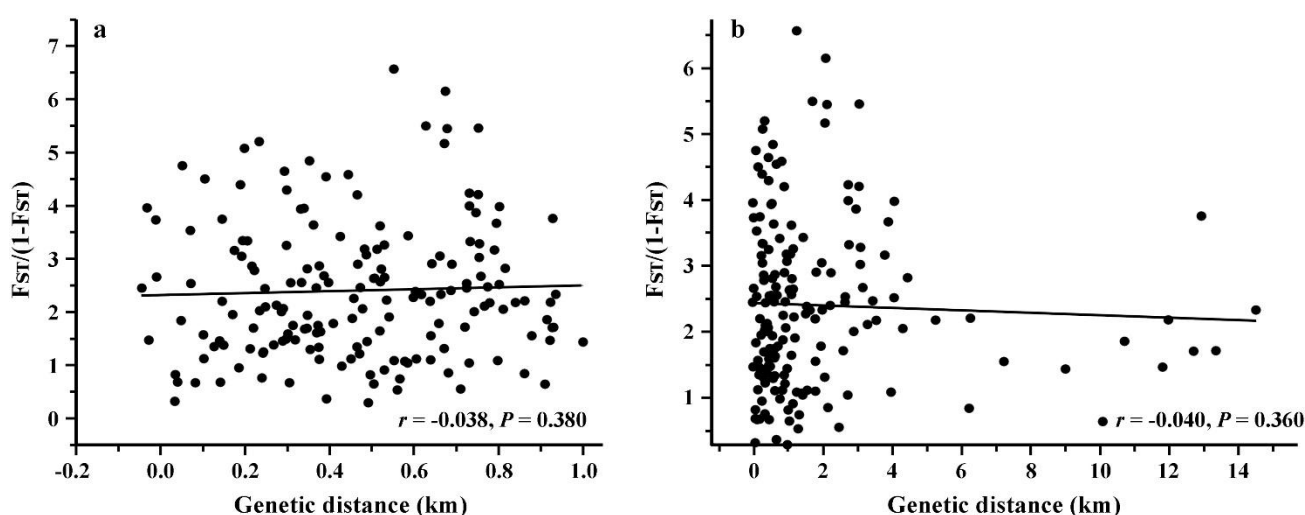 a
7
6
5
4
3
2
1
0
FST/(1-FST)
r = -0.038, P = 0.380
-0.2 0.0 0.2 0.4 0.6 0.8 1.0
Genetic distance (km)
b
6
5
4
3
2
1
FST/(1-FST)
r = -0.040, P = 0.360
0 2 4 6 8 10 12 14
Genetic distance (km)